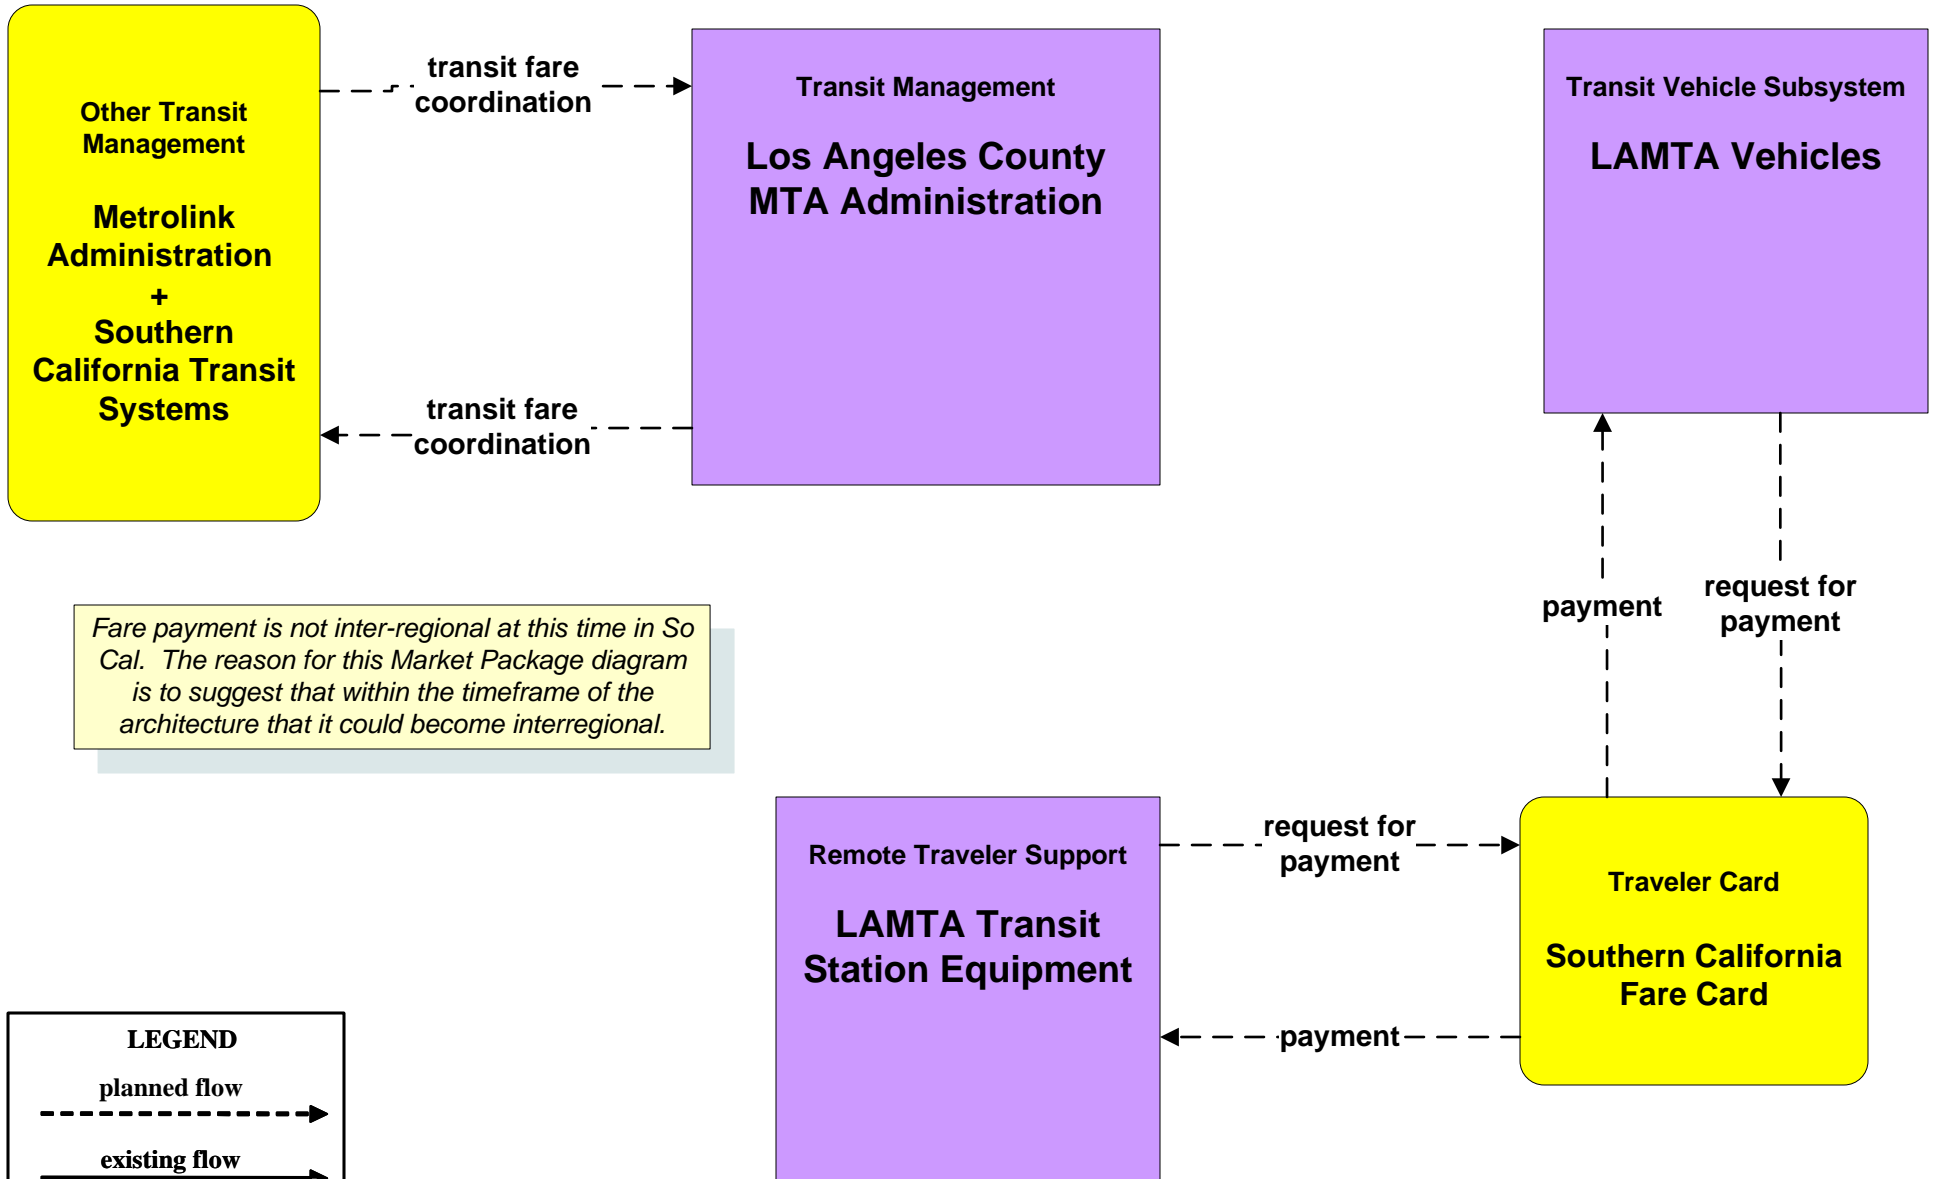 Other Transit
Management
Metrolink
Administration
+
Southern
California Transit
Systems
transit fare
coordination
transit fare
coordination
Transit Management
Los Angeles County
MTA Administration
Transit Vehicle Subsystem
LAMTA Vehicles
payment
request for
payment
Fare payment is not inter-regional at this time in So
Cal.  The reason for this Market Package diagram
is to suggest that within the timeframe of the
architecture that it could become interregional.
Remote Traveler Support
LAMTA Transit
Station Equipment
request for
payment
payment
Traveler Card
Southern California
Fare Card
LEGEND
planned flow
existing flow